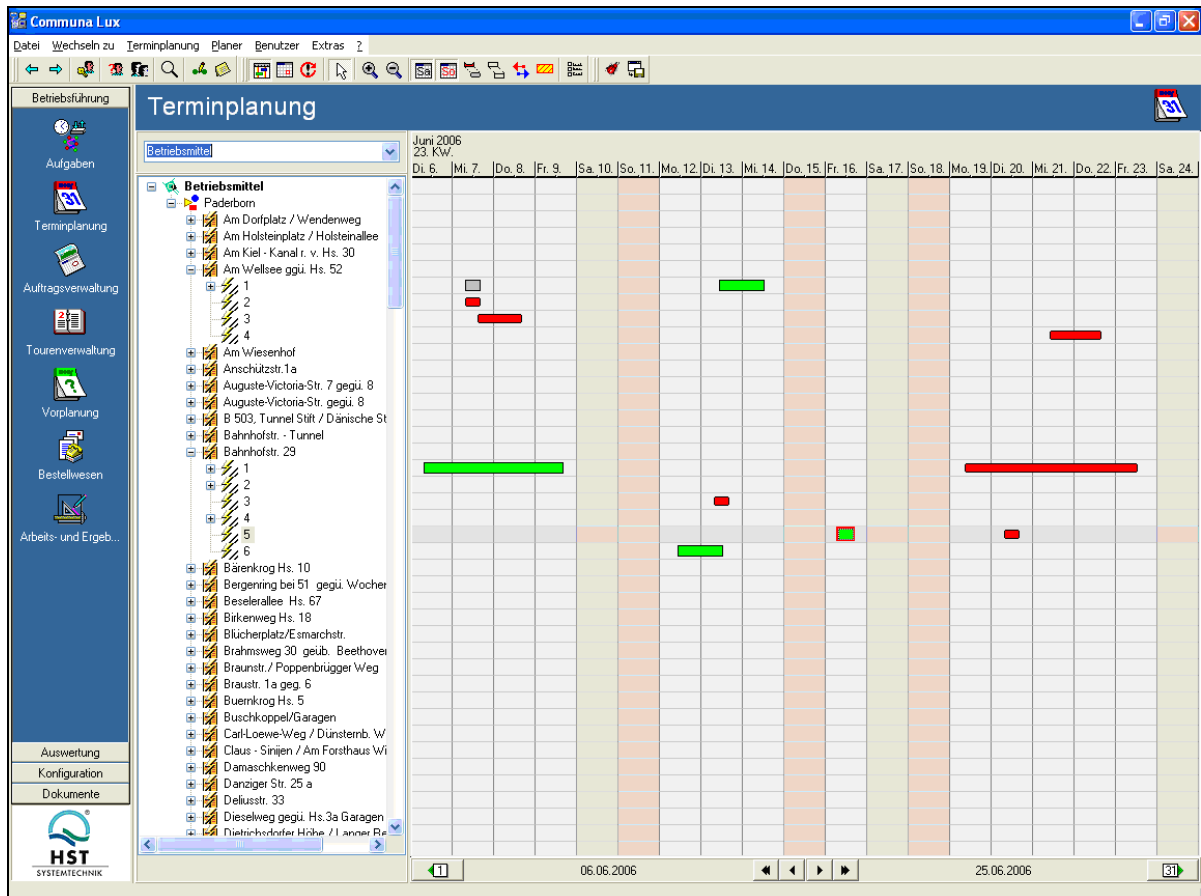 Communa Lux
Datei Wechseln zu Terminplanung Planer Benutzer Extras ?
Sa So
Betriebsführung
Aufgaben
31
Terminplanung
Auftragsverwaltung
Tourenverwaltung
Vorplanung
Bestellwesen
Arbeits- und Ergeb...
Auswertung
Konfiguration
Dokumente
HST
SYSTEMTECHNIK
Terminplanung
31
Betriebsmittel
Betriebsmittel
Paderborn
Am Dorfplatz / Wendenweg
Am Holsteinplatz / Holsteinallee
Am Kiel - Kanal r. v. Hs. 30
Am Wellsee ggü. Hs. 52
1
2
3
4
Am Wiesenhof
Anschützstr.1a
Auguste-Victoria-Str. 7 gegü. 8
Auguste-Victoria-Str. gegü. 8
B 503, Tunnel Stift / Dänische St
Bahnhofstr. - Tunnel
Bahnhofstr. 29
1
2
3
4
5
6
Bärenkrog Hs. 10
Bergenring bei 51 gegü. Wochen
Beselerallee Hs. 67
Birkenweg Hs. 18
Blücherplatz/Esmarchstr.
Brahmsweg 30 geüb. Beethover
Braunstr./ Poppenbrügger Weg
Braustr. 1a geg. 6
Buernkrog Hs. 5
Buschkoppel/Garagen
Carl-Loewe-Weg / Dünsternb. W
Claus - Sinijen / Am Forsthaus Wi
Damaschkenweg 90
Danziger Str. 25 a
Deliusstr. 33
Dieselweg gegü. Hs.3a Garagen
Dietrichsdorfer Höhe / Langer Re
Juni 2006
23. KW.
Di. 6. Mi. 7. Do. 8. Fr. 9. Sa. 10. So. 11. Mo. 12. Di. 13. Mi. 14. Do. 15. Fr. 16. Sa. 17. So. 18. Mo. 19. Di. 20. Mi. 21. Do. 22. Fr. 23. Sa. 24.
1 06.06.2006 25.06.2006 31